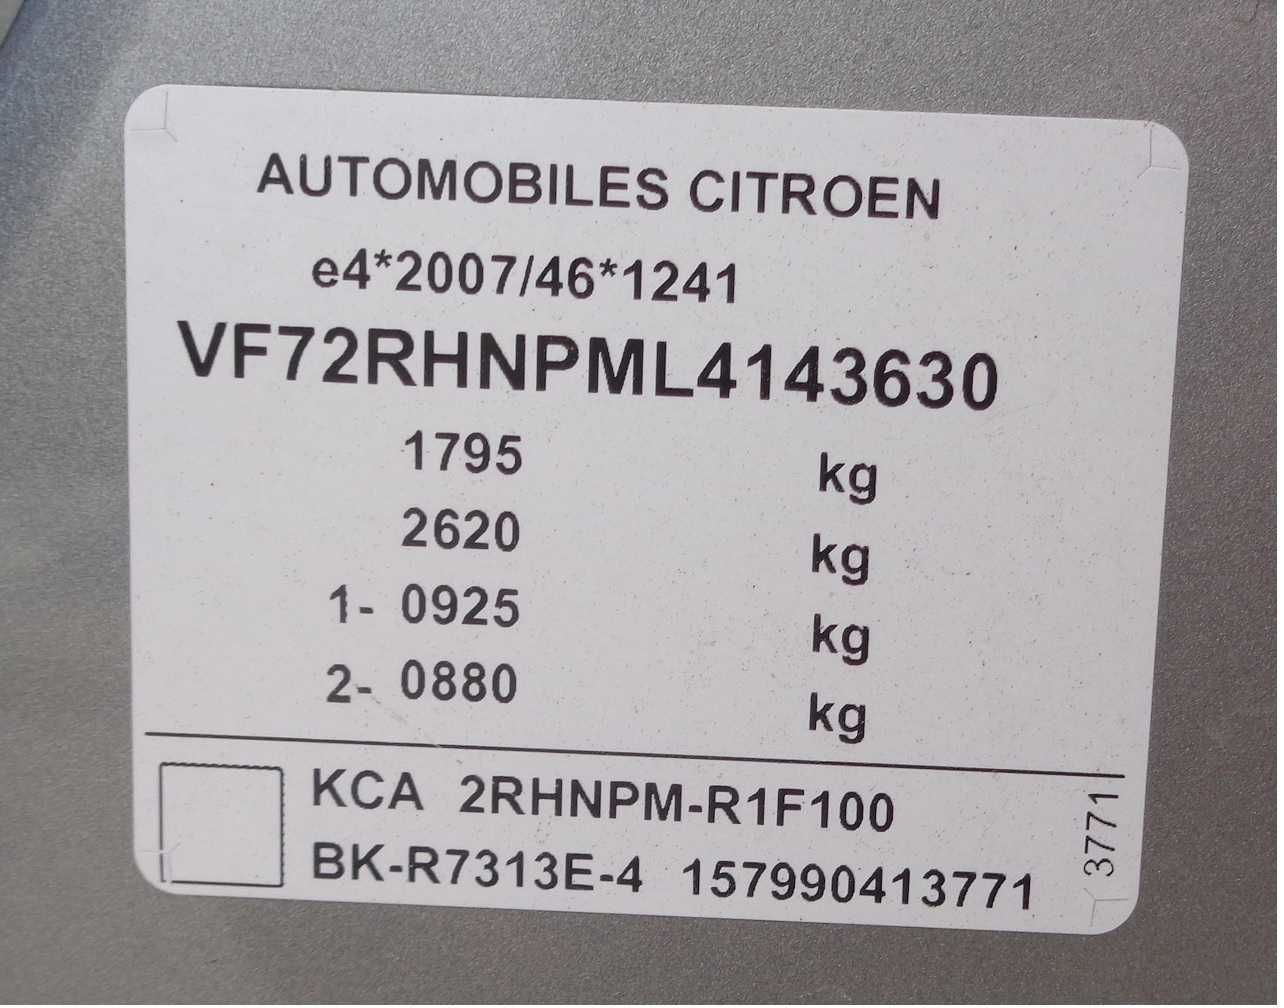 AUTOMOBILES CITROEN
e4*2007/46*1241
VF72RHNPML4143630
1795 kg
2620 kg
1- 0925 kg
2- 0880 kg
KCA 2RHNPM-R1F100
BK-R7313E-4 157990413771
3771